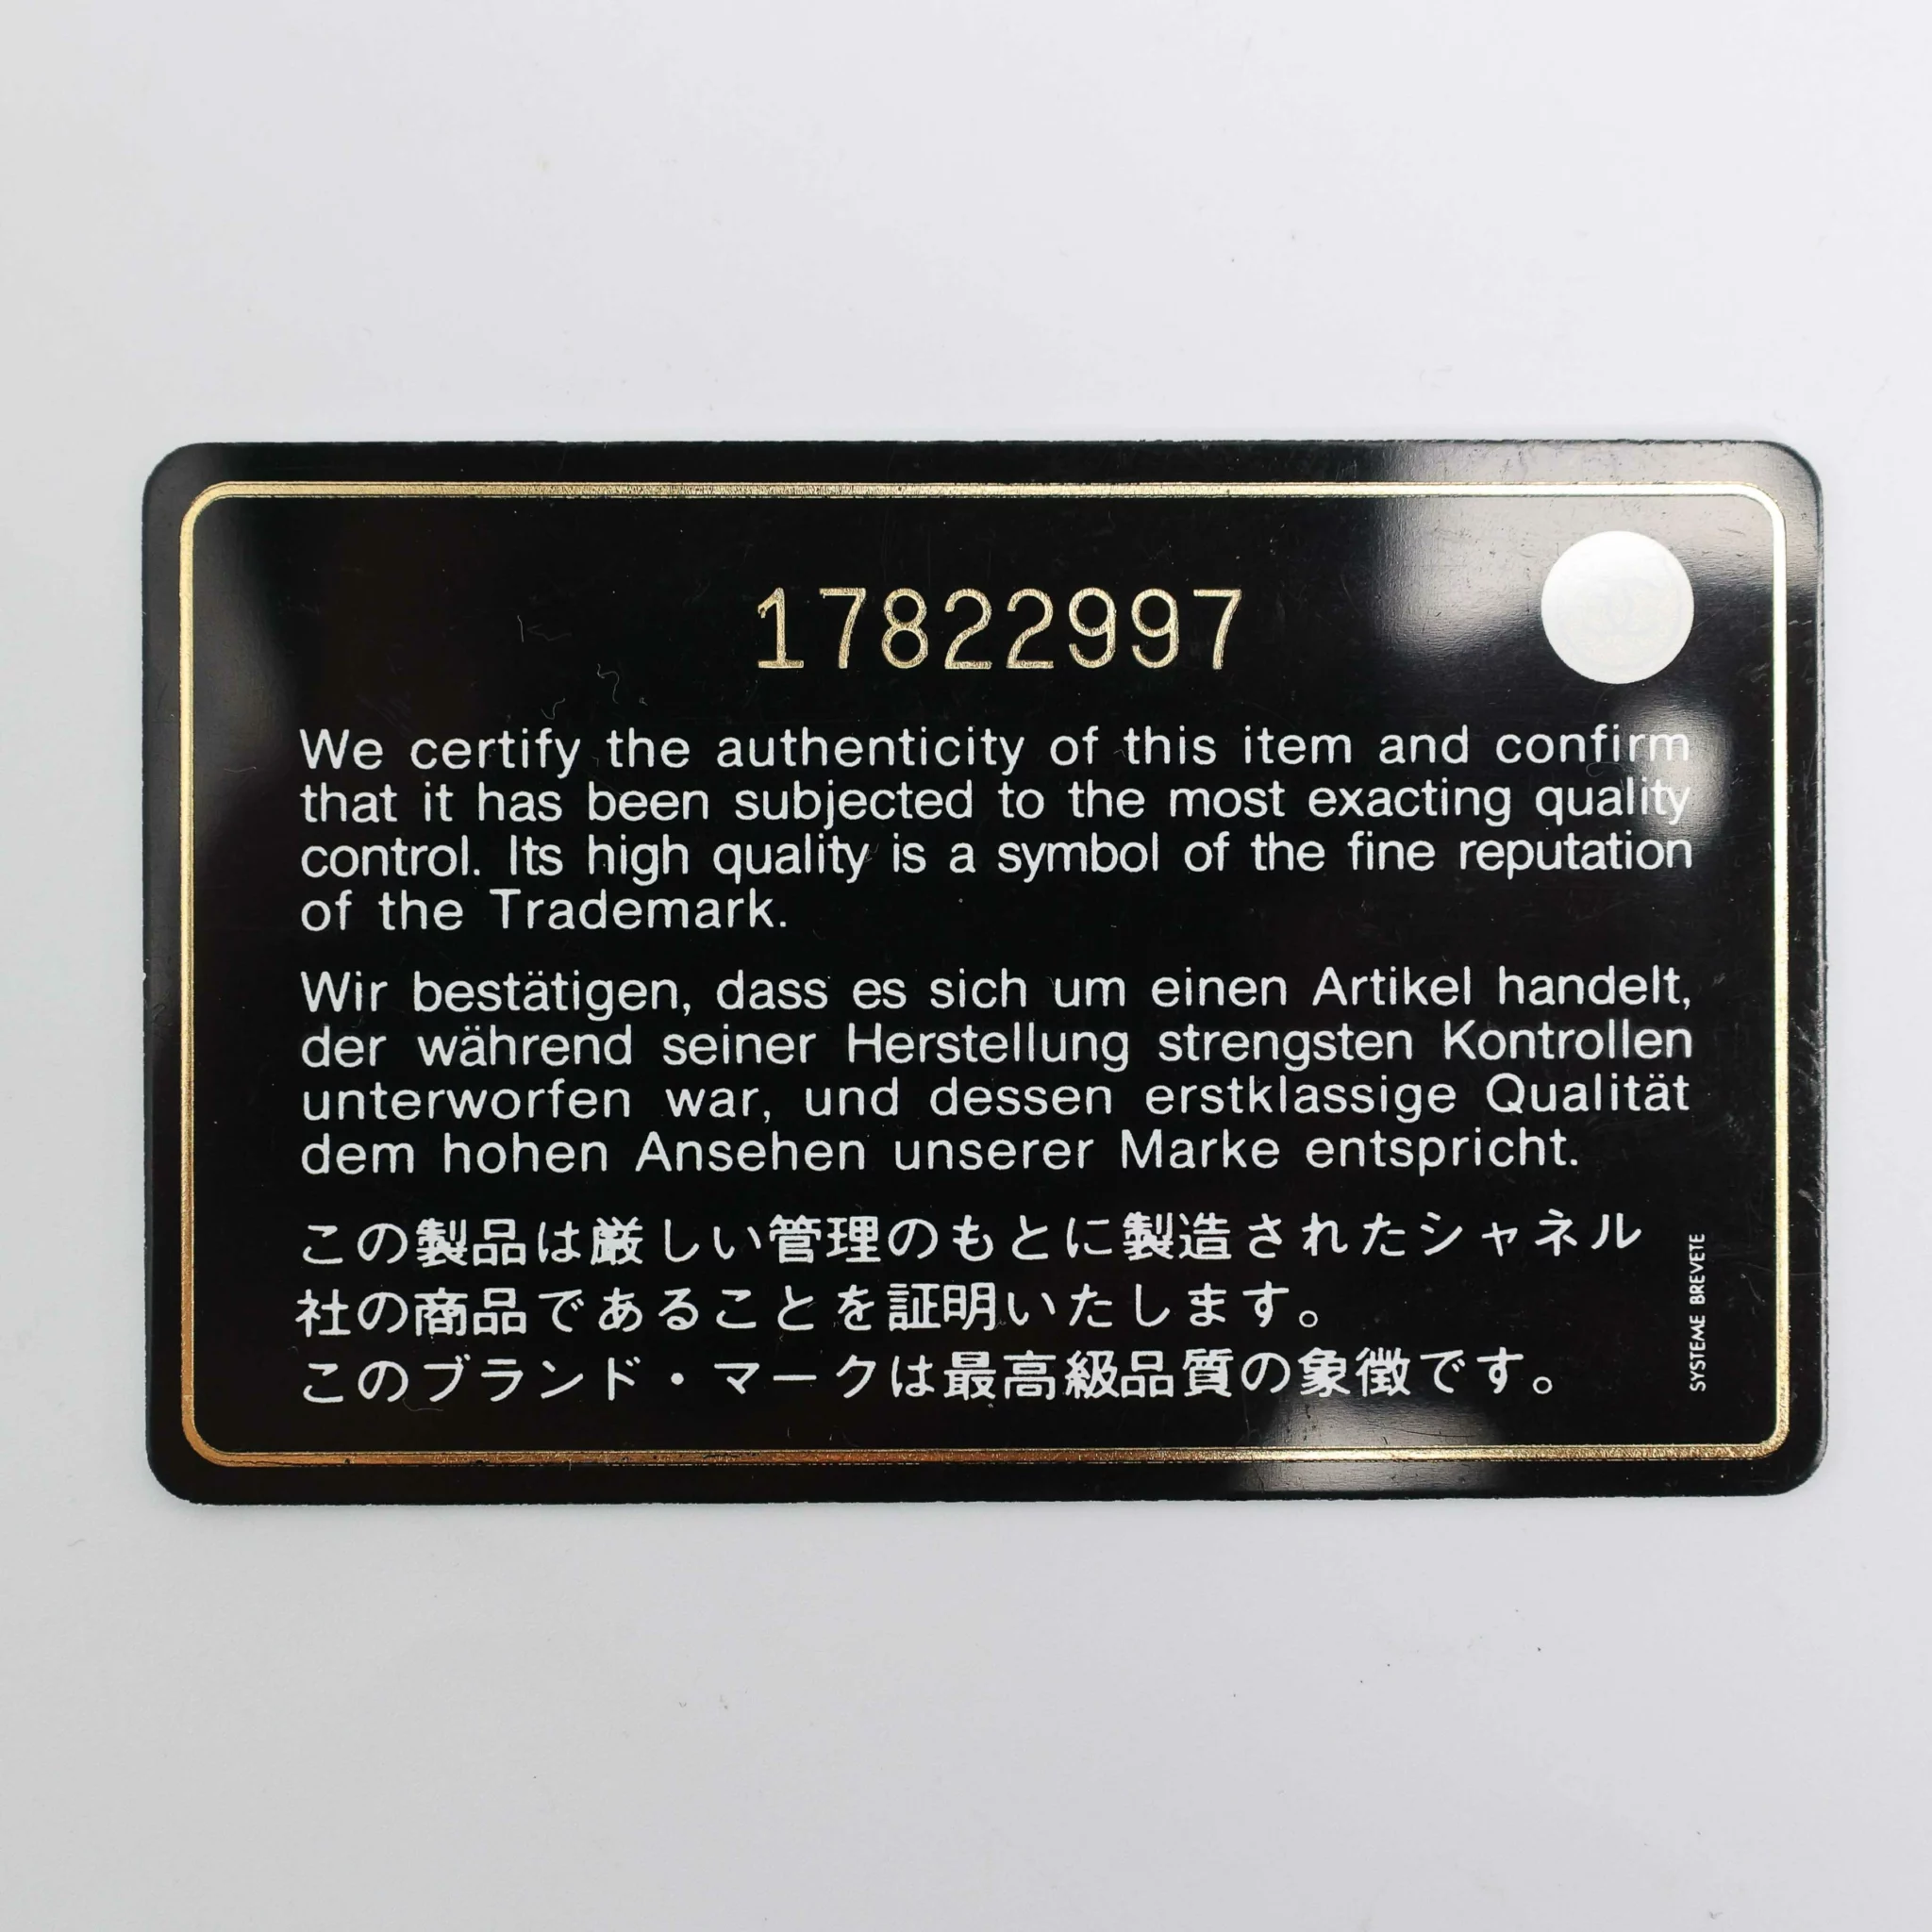 17822997
We certify the authenticity of this item and confirm
that it has been subjected to the most exacting quality
control. Its high quality is a symbol of the fine reputation
of the Trademark.
Wir bestätigen, dass es sich um einen Artikel handelt,
der während seiner Herstellung strengsten Kontrollen
unterworfen war, und dessen erstklassige Qualität
dem hohen Ansehen unserer Marke entspricht.
この製品は厳しい管理のもとに製造されたシャネル
社の商品であることを証明いたします。
このブランド・マークは最高級品質の象徴です。
SYSTEME BREVETE